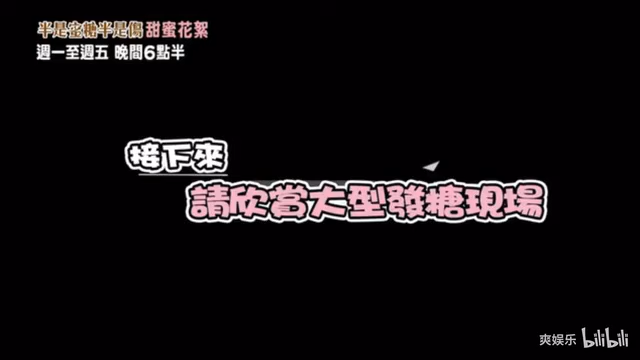 半是蜜糖半是傷 甜蜜花絮
週一至週五 晚間6點半
接下來
請欣賞大型發糖現場
爽娱乐 bilibili